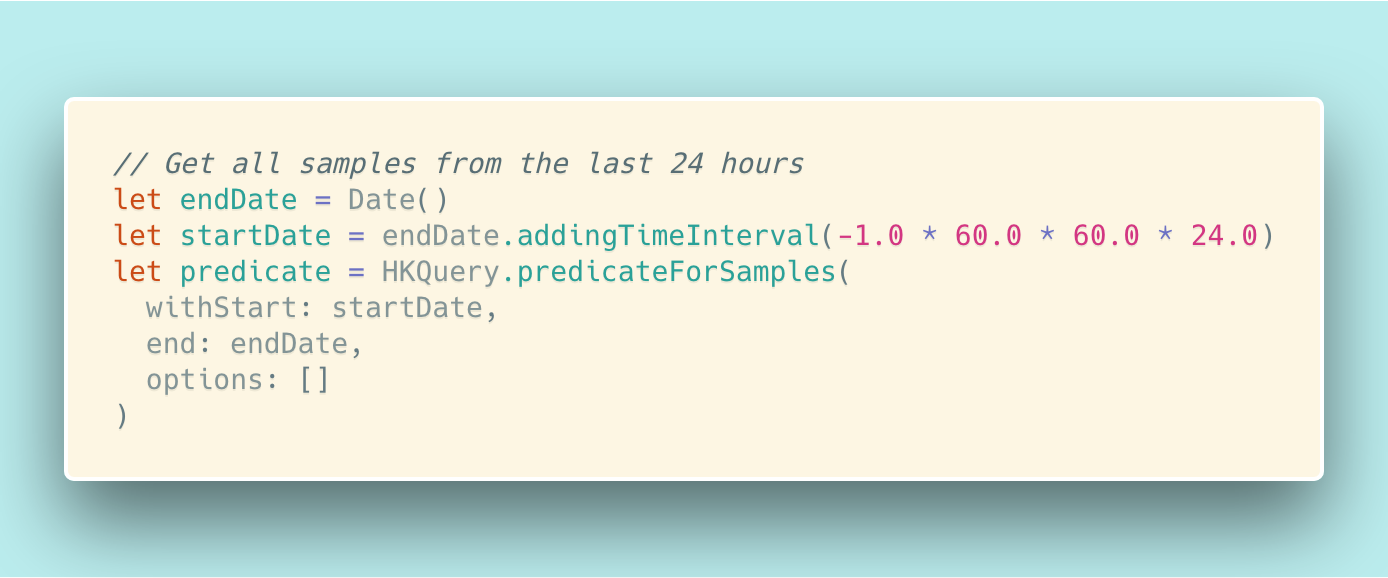 // Get all samples from the last 24 hours
let endDate = Date()
let startDate = endDate.addingTimeInterval(-1.0 * 60.0 * 60.0 * 24.0)
let predicate = HKQuery.predicateForSamples(
  withStart: startDate,
  end: endDate,
  options: []
)